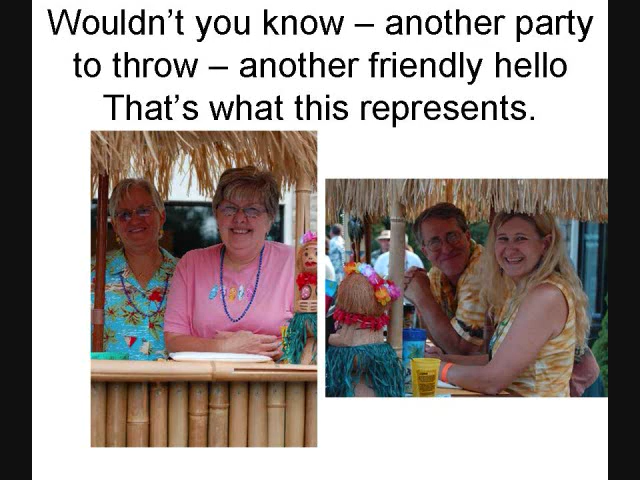 Wouldn’t you know – another party
to throw – another friendly hello
That’s what this represents.